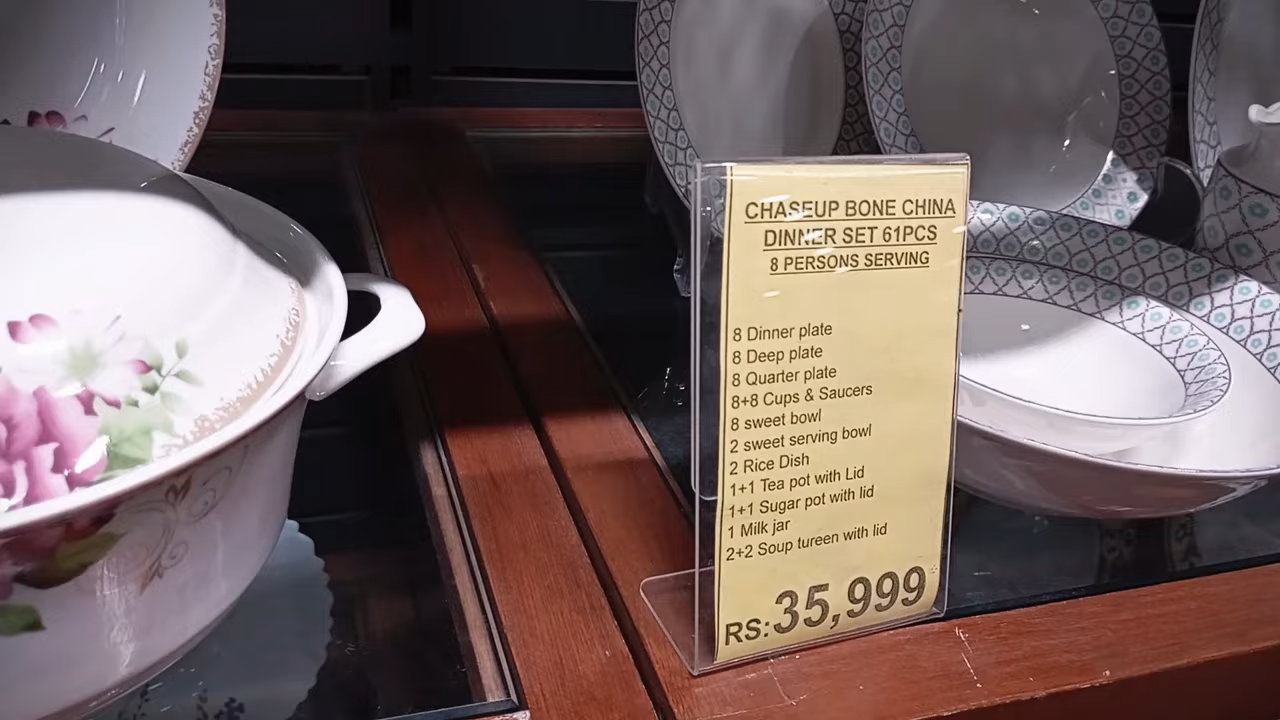 CHASEUP BONE CHINA
DINNER SET 61PCS
8 PERSONS SERVING
8 Dinner plate
8 Deep plate
8 Quarter plate
8+8 Cups & Saucers
8 sweet bowl
2 sweet serving bowl
2 Rice Dish
1+1 Tea pot with Lid
1+1 Sugar pot with lid
1 Milk jar
2+2 Soup tureen with lid
RS:35,999